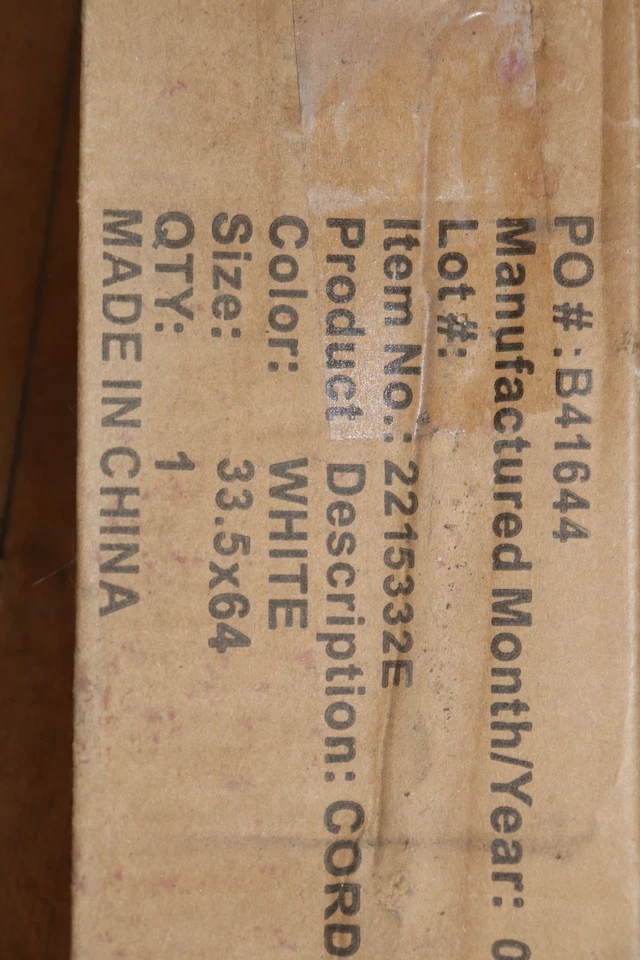 PO # :B41644
Manufactured Month/Year: 0
Lot #:
Item No.: 2215332E
Product Description: CORD
Color: WHITE
Size: 33.5x64
QTY: 1
MADE IN CHINA